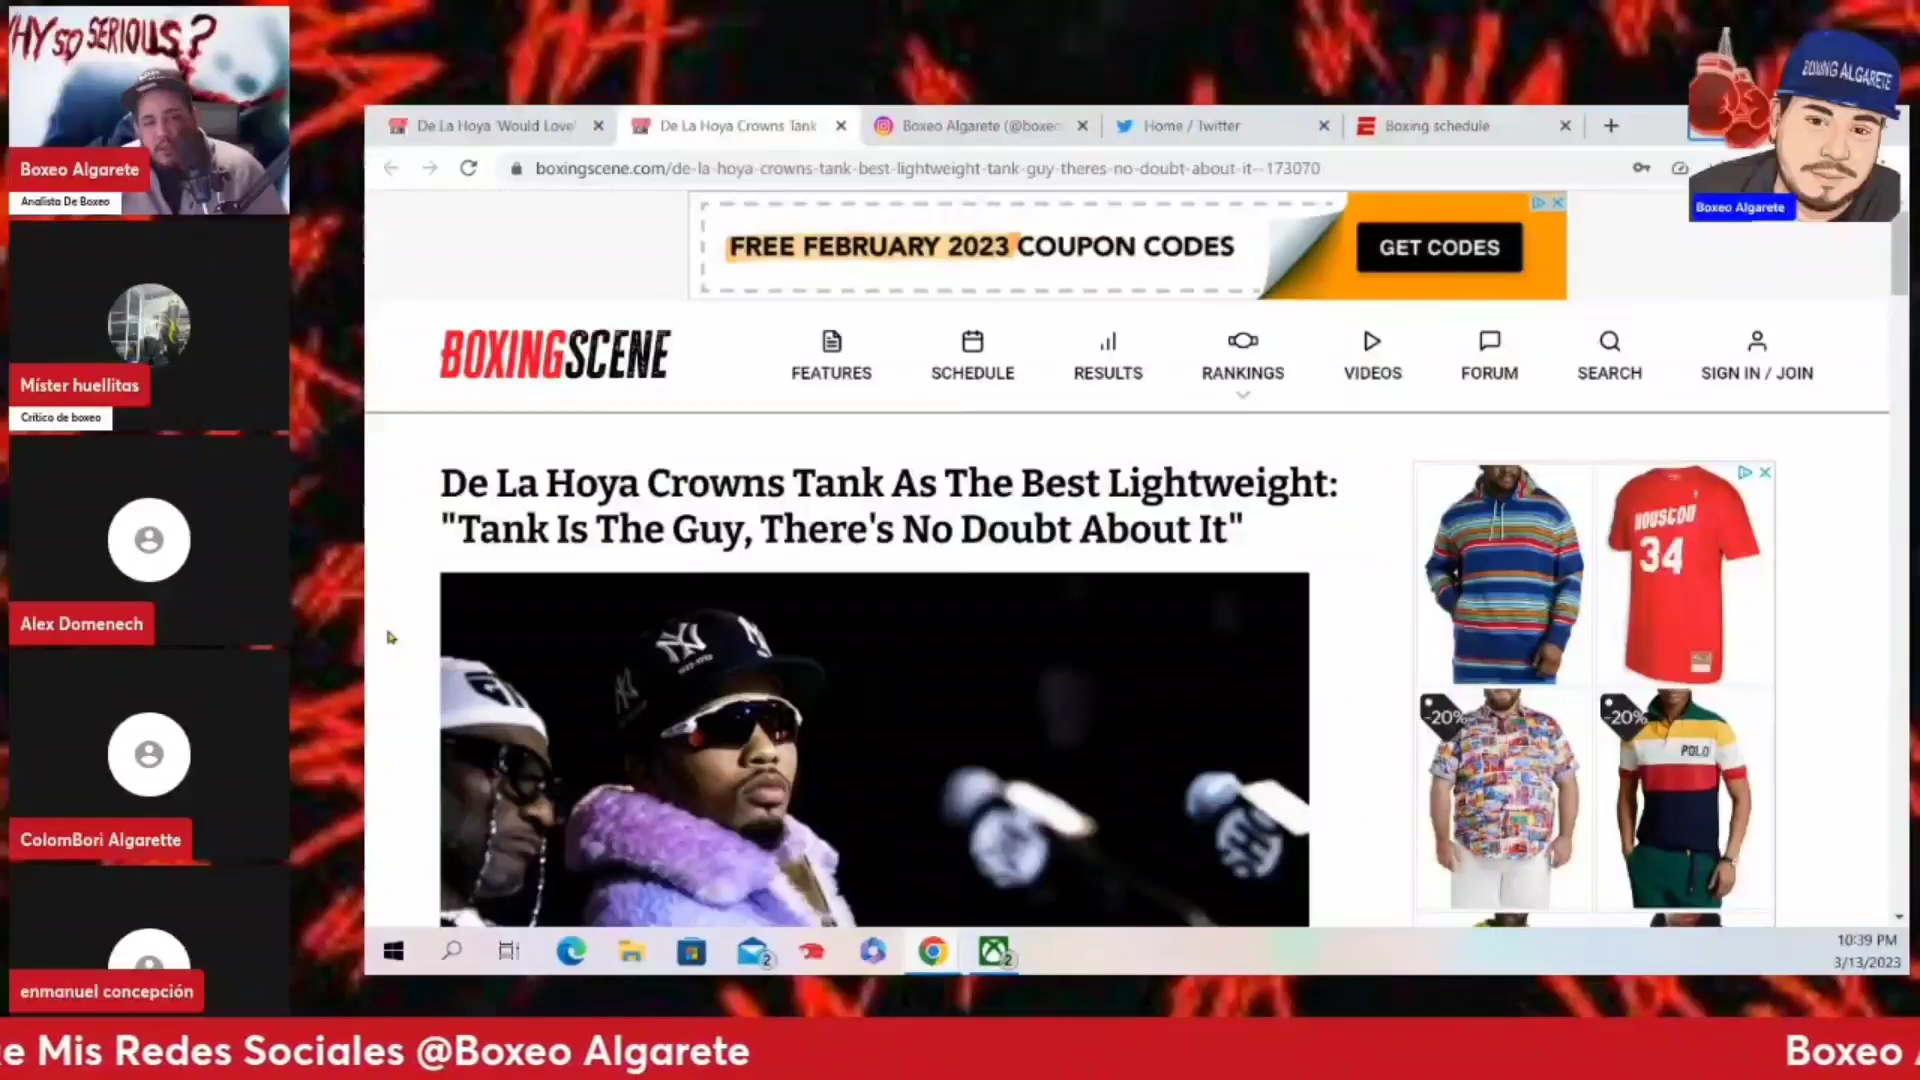 HY SO SERIOUS?
Boxeo Algarete
Analista De Boxeo
Míster huellitas
Crítico de boxeo
Alex Domenech
ColomBori Algarette
enmanuel concepción
De La Hoya 'Would Love'
De La Hoya Crowns Tank
Boxeo Algarete (@boxeo
Home / Twitter
Boxing schedule
boxingscene.com/de-la-hoya-crowns-tank-best-lightweight-tank-guy-theres-no-doubt-about-it--173070
BOXING ALGARETE
Boxeo Algarete
FREE FEBRUARY 2023 COUPON CODES
GET CODES
BOXINGSCENE
FEATURES
SCHEDULE
RESULTS
RANKINGS
VIDEOS
FORUM
SEARCH
SIGN IN / JOIN
De La Hoya Crowns Tank As The Best Lightweight:
"Tank Is The Guy, There's No Doubt About It"
NY
34
-20%
-20%
POLO
2
2
10:39 PM
3/13/2023
e Mis Redes Sociales @Boxeo Algarete
Boxeo